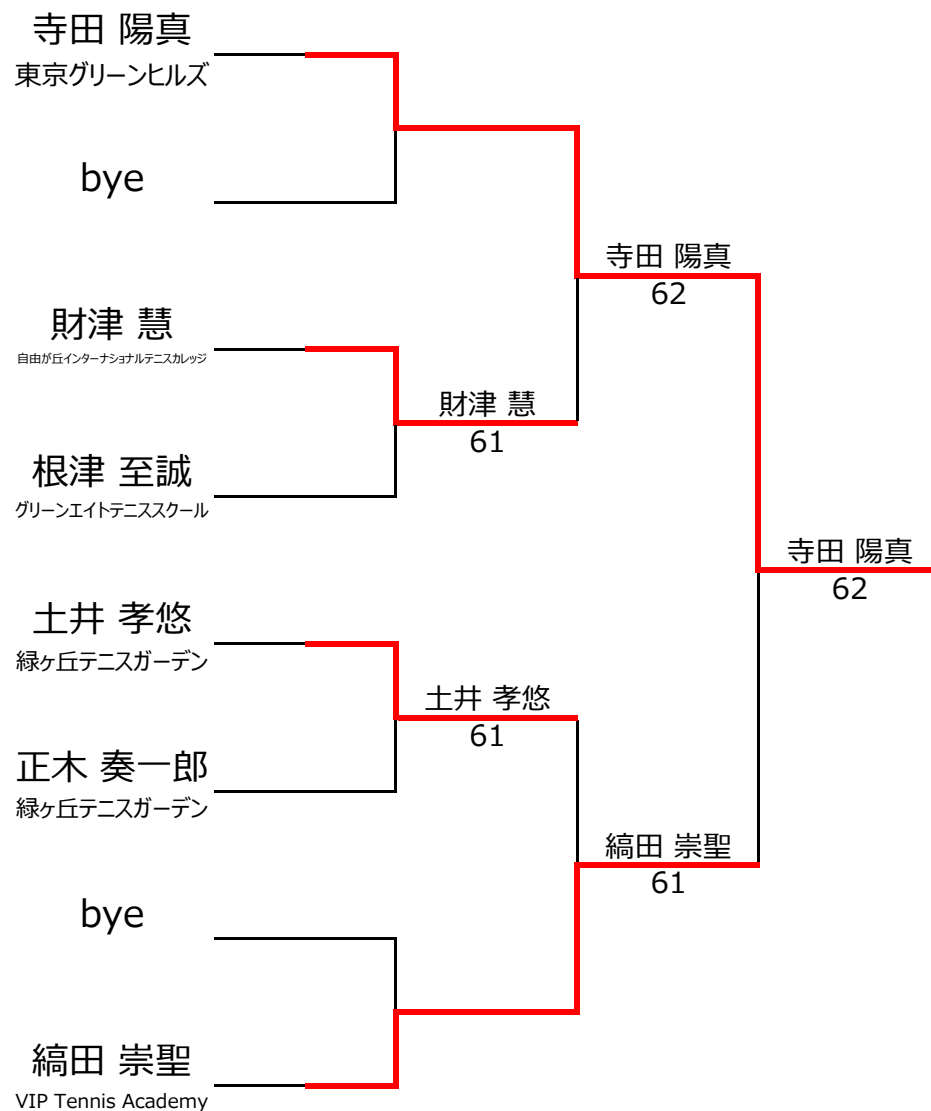 寺田 陽真
東京グリーンヒルズ
bye
財津 慧
自由が丘インターナショナルテニスカレッジ
根津 至誠
グリーンエイトテニススクール
土井 孝悠
緑ヶ丘テニスガーデン
正木 奏一郎
緑ヶ丘テニスガーデン
bye
縞田 崇聖
VIP Tennis Academy
財津 慧
61
土井 孝悠
61
寺田 陽真
62
縞田 崇聖
61
寺田 陽真
62